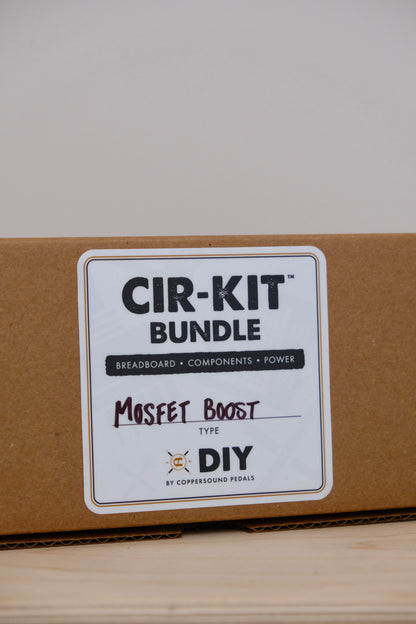 CIR-KIT™
BUNDLE
BREADBOARD • COMPONENTS • POWER
MOSFET BOOST
TYPE
DIY
BY COPPERSOUND PEDALS